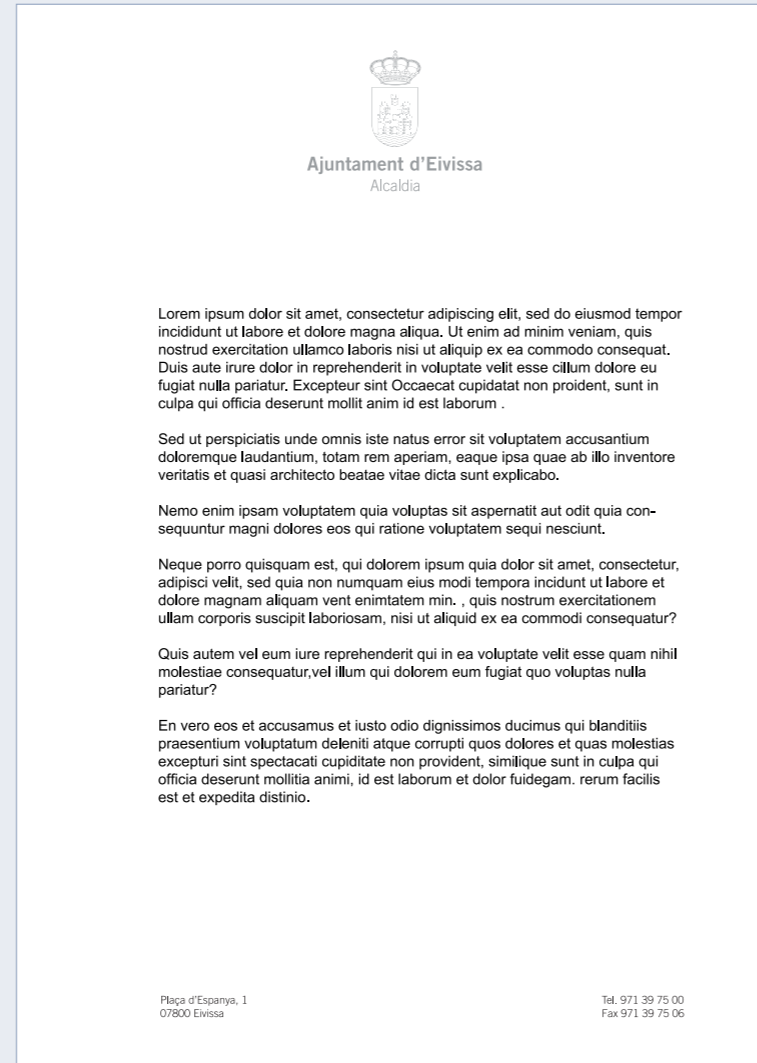 Ajuntament d'Eivissa
Alcaldia
Lorem ipsum dolor sit amet, consectetur adipiscing elit, sed do eiusmod tempor
incididunt ut labore et dolore magna aliqua. Ut enim ad minim veniam, quis
nostrud exercitation ullamco laboris nisi ut aliquip ex ea commodo consequat.
Duis aute irure dolor in reprehenderit in voluptate velit esse cillum dolore eu
fugiat nulla pariatur. Excepteur sint Occaecat cupidatat non proident, sunt in
culpa qui officia deserunt mollit anim id est laborum .
Sed ut perspiciatis unde omnis iste natus error sit voluptatem accusantium
doloremque laudantium, totam rem aperiam, eaque ipsa quae ab illo inventore
veritatis et quasi architecto beatae vitae dicta sunt explicabo.
Nemo enim ipsam voluptatem quia voluptas sit aspernatit aut odit quia con-
sequuntur magni dolores eos qui ratione voluptatem sequi nesciunt.
Neque porro quisquam est, qui dolorem ipsum quia dolor sit amet, consectetur,
adipisci velit, sed quia non numquam eius modi tempora incidunt ut labore et
dolore magnam aliquam vent enimtatem min. , quis nostrum exercitationem
ullam corporis suscipit laboriosam, nisi ut aliquid ex ea commodi consequatur?
Quis autem vel eum iure reprehenderit qui in ea voluptate velit esse quam nihil
molestiae consequatur,vel illum qui dolorem eum fugiat quo voluptas nulla
pariatur?
En vero eos et accusamus et iusto odio dignissimos ducimus qui blanditiis
praesentium voluptatum deleniti atque corrupti quos dolores et quas molestias
excepturi sint spectacati cupiditate non provident, similique sunt in culpa qui
officia deserunt mollitia animi, id est laborum et dolor fuidegam. rerum facilis
est et expedita distinio.
Plaça d'Espanya, 1
07800 Eivissa
Tel. 971 39 75 00
Fax 971 39 75 06